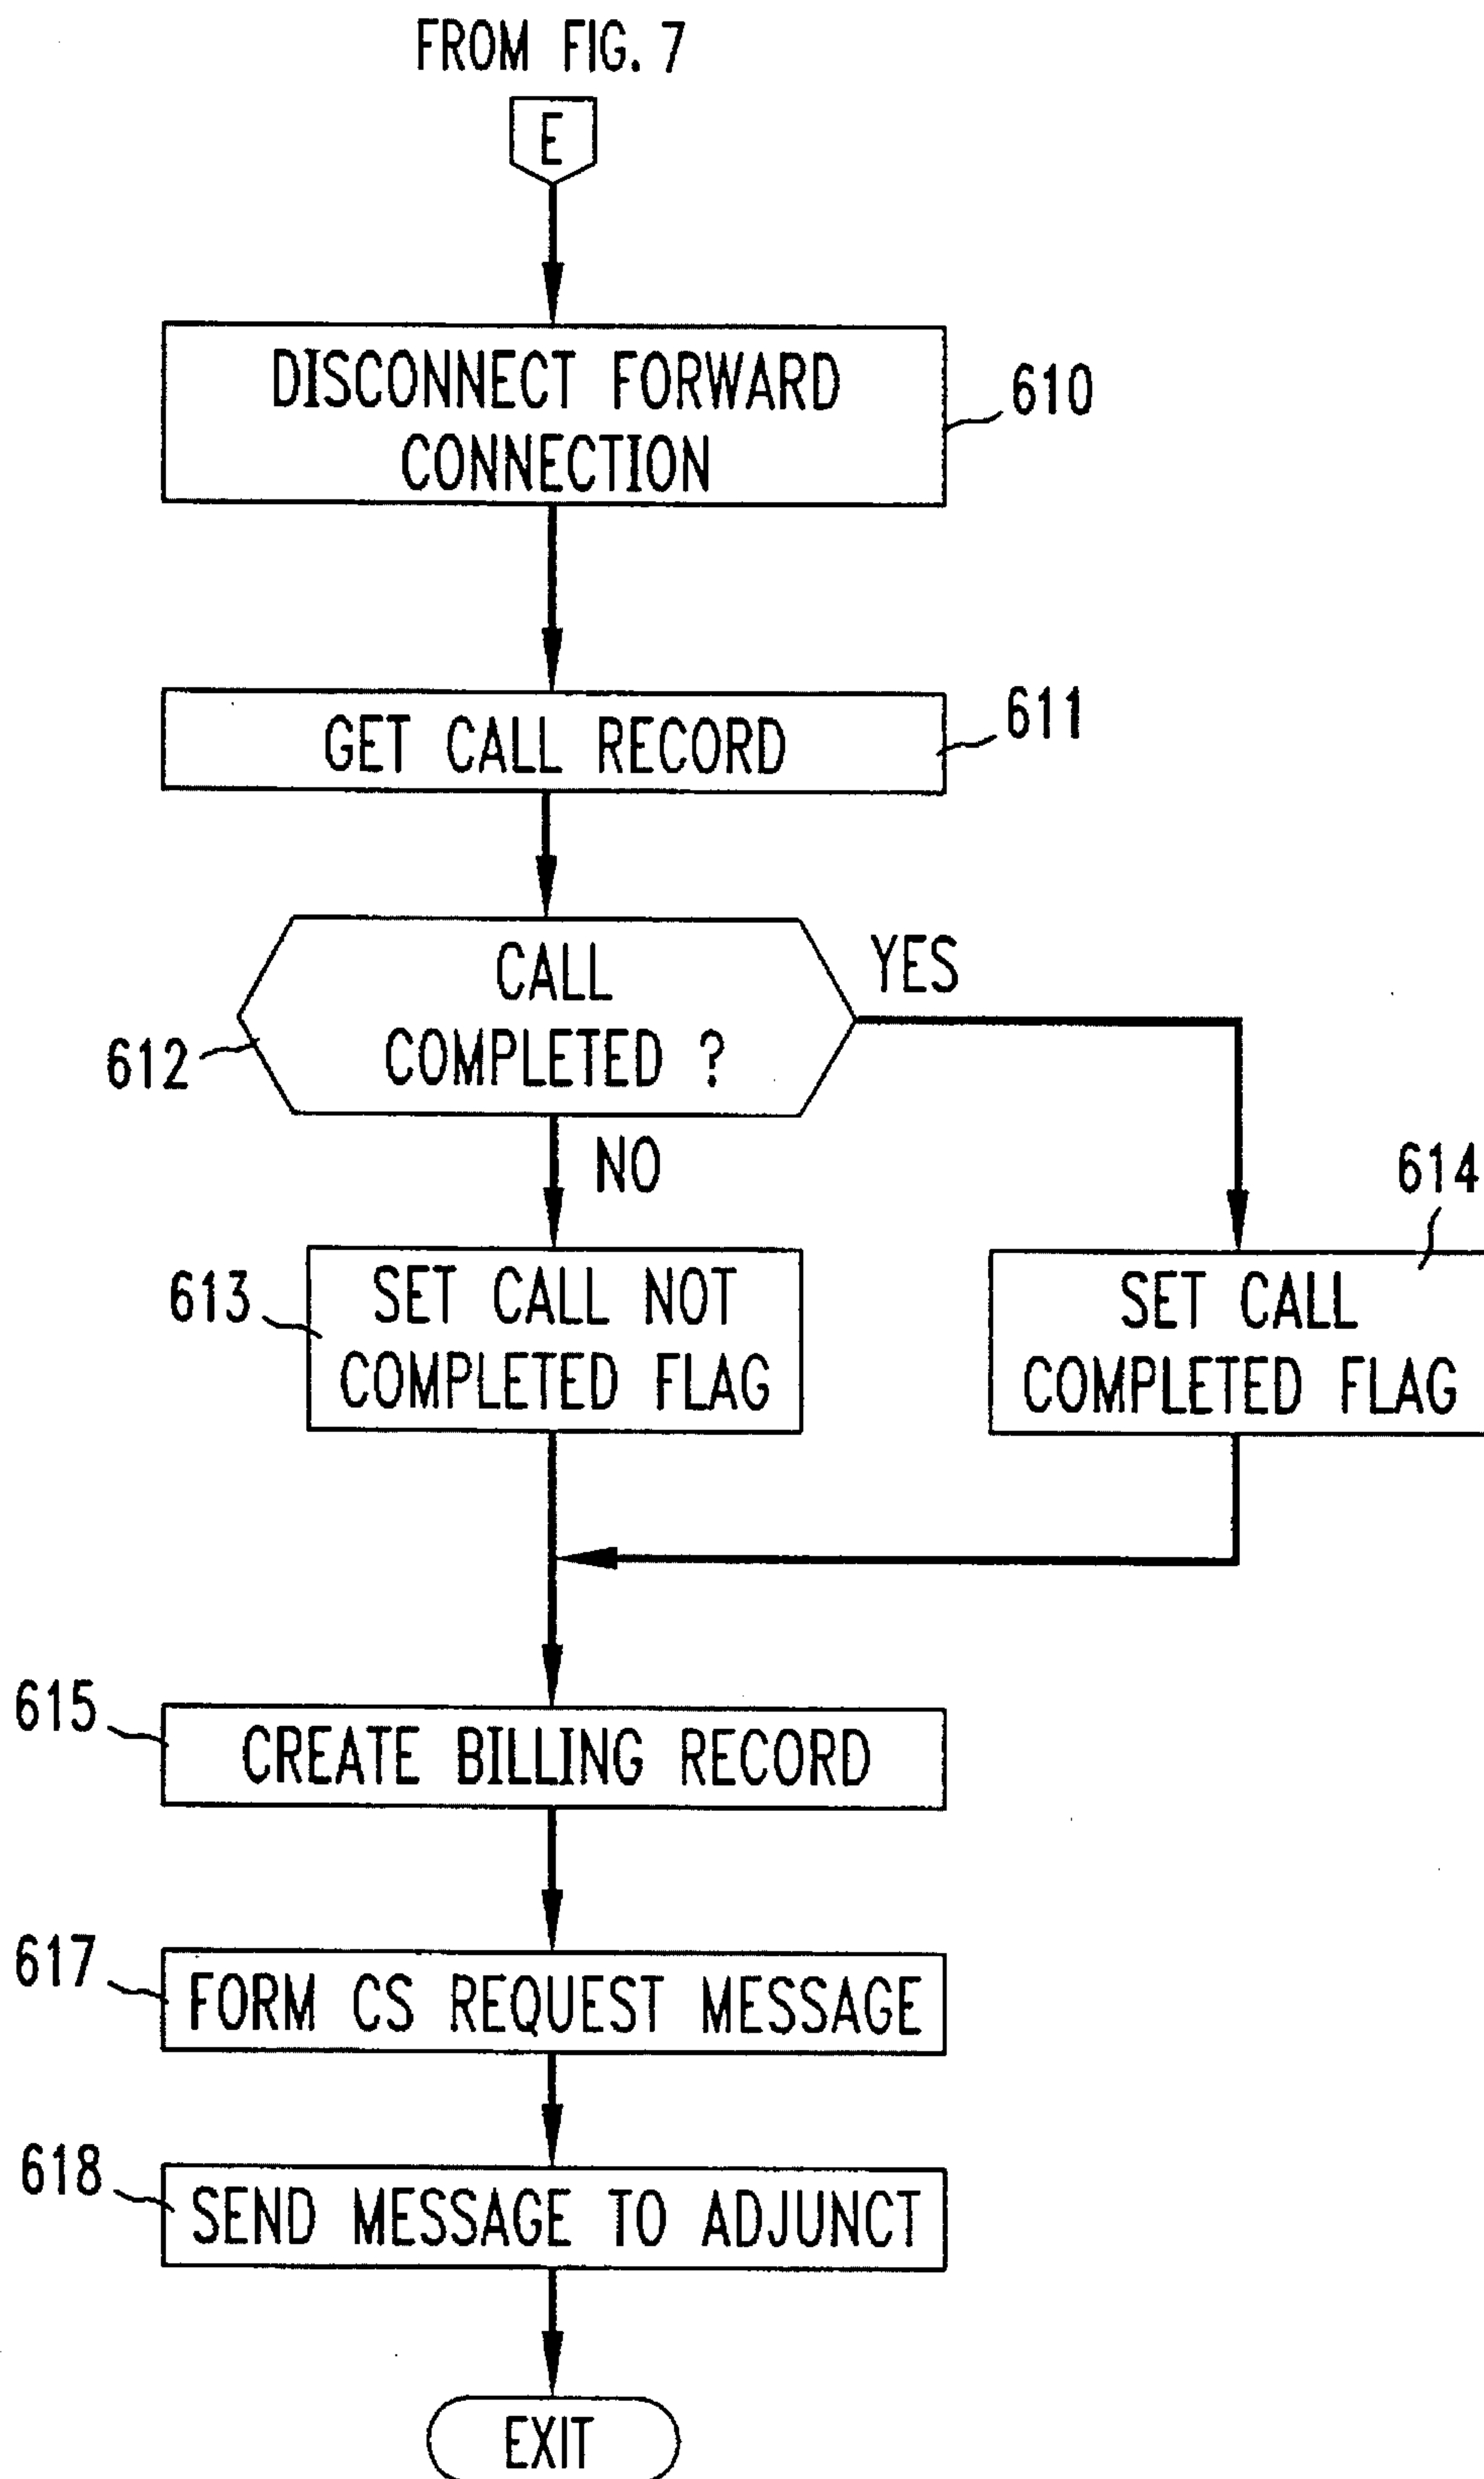 FROM FIG. 7
E
DISCONNECT FORWARD
CONNECTION
610
GET CALL RECORD
611
CALL
COMPLETED ?
YES
612
NO
614
613
SET CALL NOT
COMPLETED FLAG
SET CALL
COMPLETED FLAG
615
CREATE BILLING RECORD
617
FORM CS REQUEST MESSAGE
618
SEND MESSAGE TO ADJUNCT
EXIT